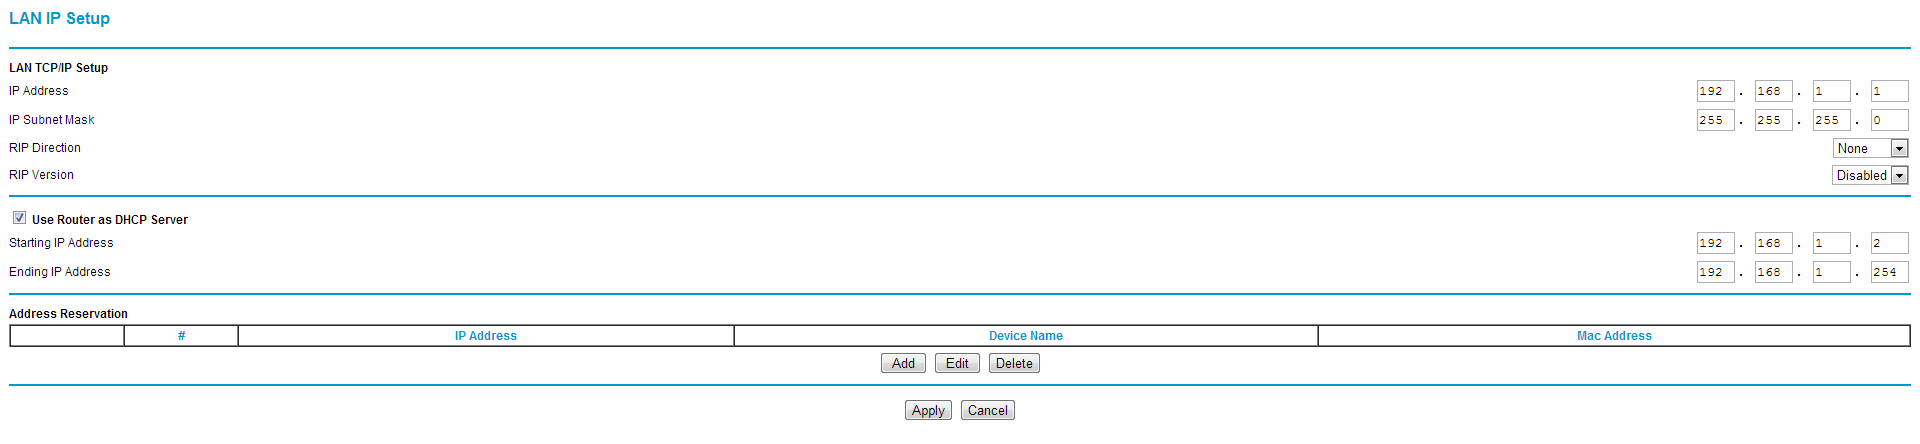 LAN IP Setup
LAN TCP/IP Setup
IP Address 192 . 168 . 1 . 1
IP Subnet Mask 255 . 255 . 255 . 0
RIP Direction None
RIP Version Disabled
Use Router as DHCP Server
Starting IP Address 192 . 168 . 1 . 2
Ending IP Address 192 . 168 . 1 . 254
Address Reservation
# IP Address Device Name Mac Address
Add Edit Delete
Apply Cancel